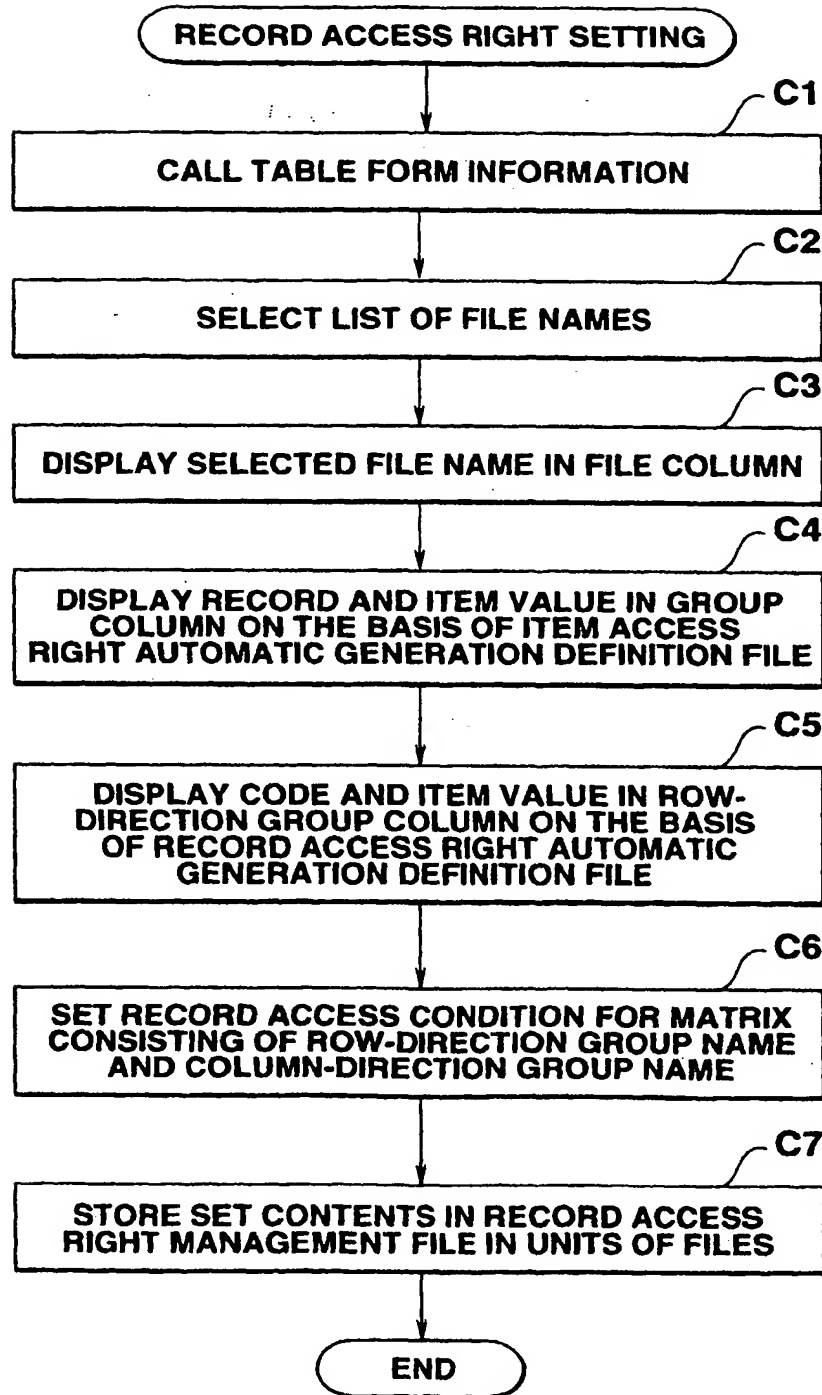 RECORD ACCESS RIGHT SETTING
C1
CALL TABLE FORM INFORMATION
C2
SELECT LIST OF FILE NAMES
C3
DISPLAY SELECTED FILE NAME IN FILE COLUMN
C4
DISPLAY RECORD AND ITEM VALUE IN GROUP
COLUMN ON THE BASIS OF ITEM ACCESS
RIGHT AUTOMATIC GENERATION DEFINITION FILE
C5
DISPLAY CODE AND ITEM VALUE IN ROW-
DIRECTION GROUP COLUMN ON THE BASIS
OF RECORD ACCESS RIGHT AUTOMATIC
GENERATION DEFINITION FILE
C6
SET RECORD ACCESS CONDITION FOR MATRIX
CONSISTING OF ROW-DIRECTION GROUP NAME
AND COLUMN-DIRECTION GROUP NAME
C7
STORE SET CONTENTS IN RECORD ACCESS
RIGHT MANAGEMENT FILE IN UNITS OF FILES
END